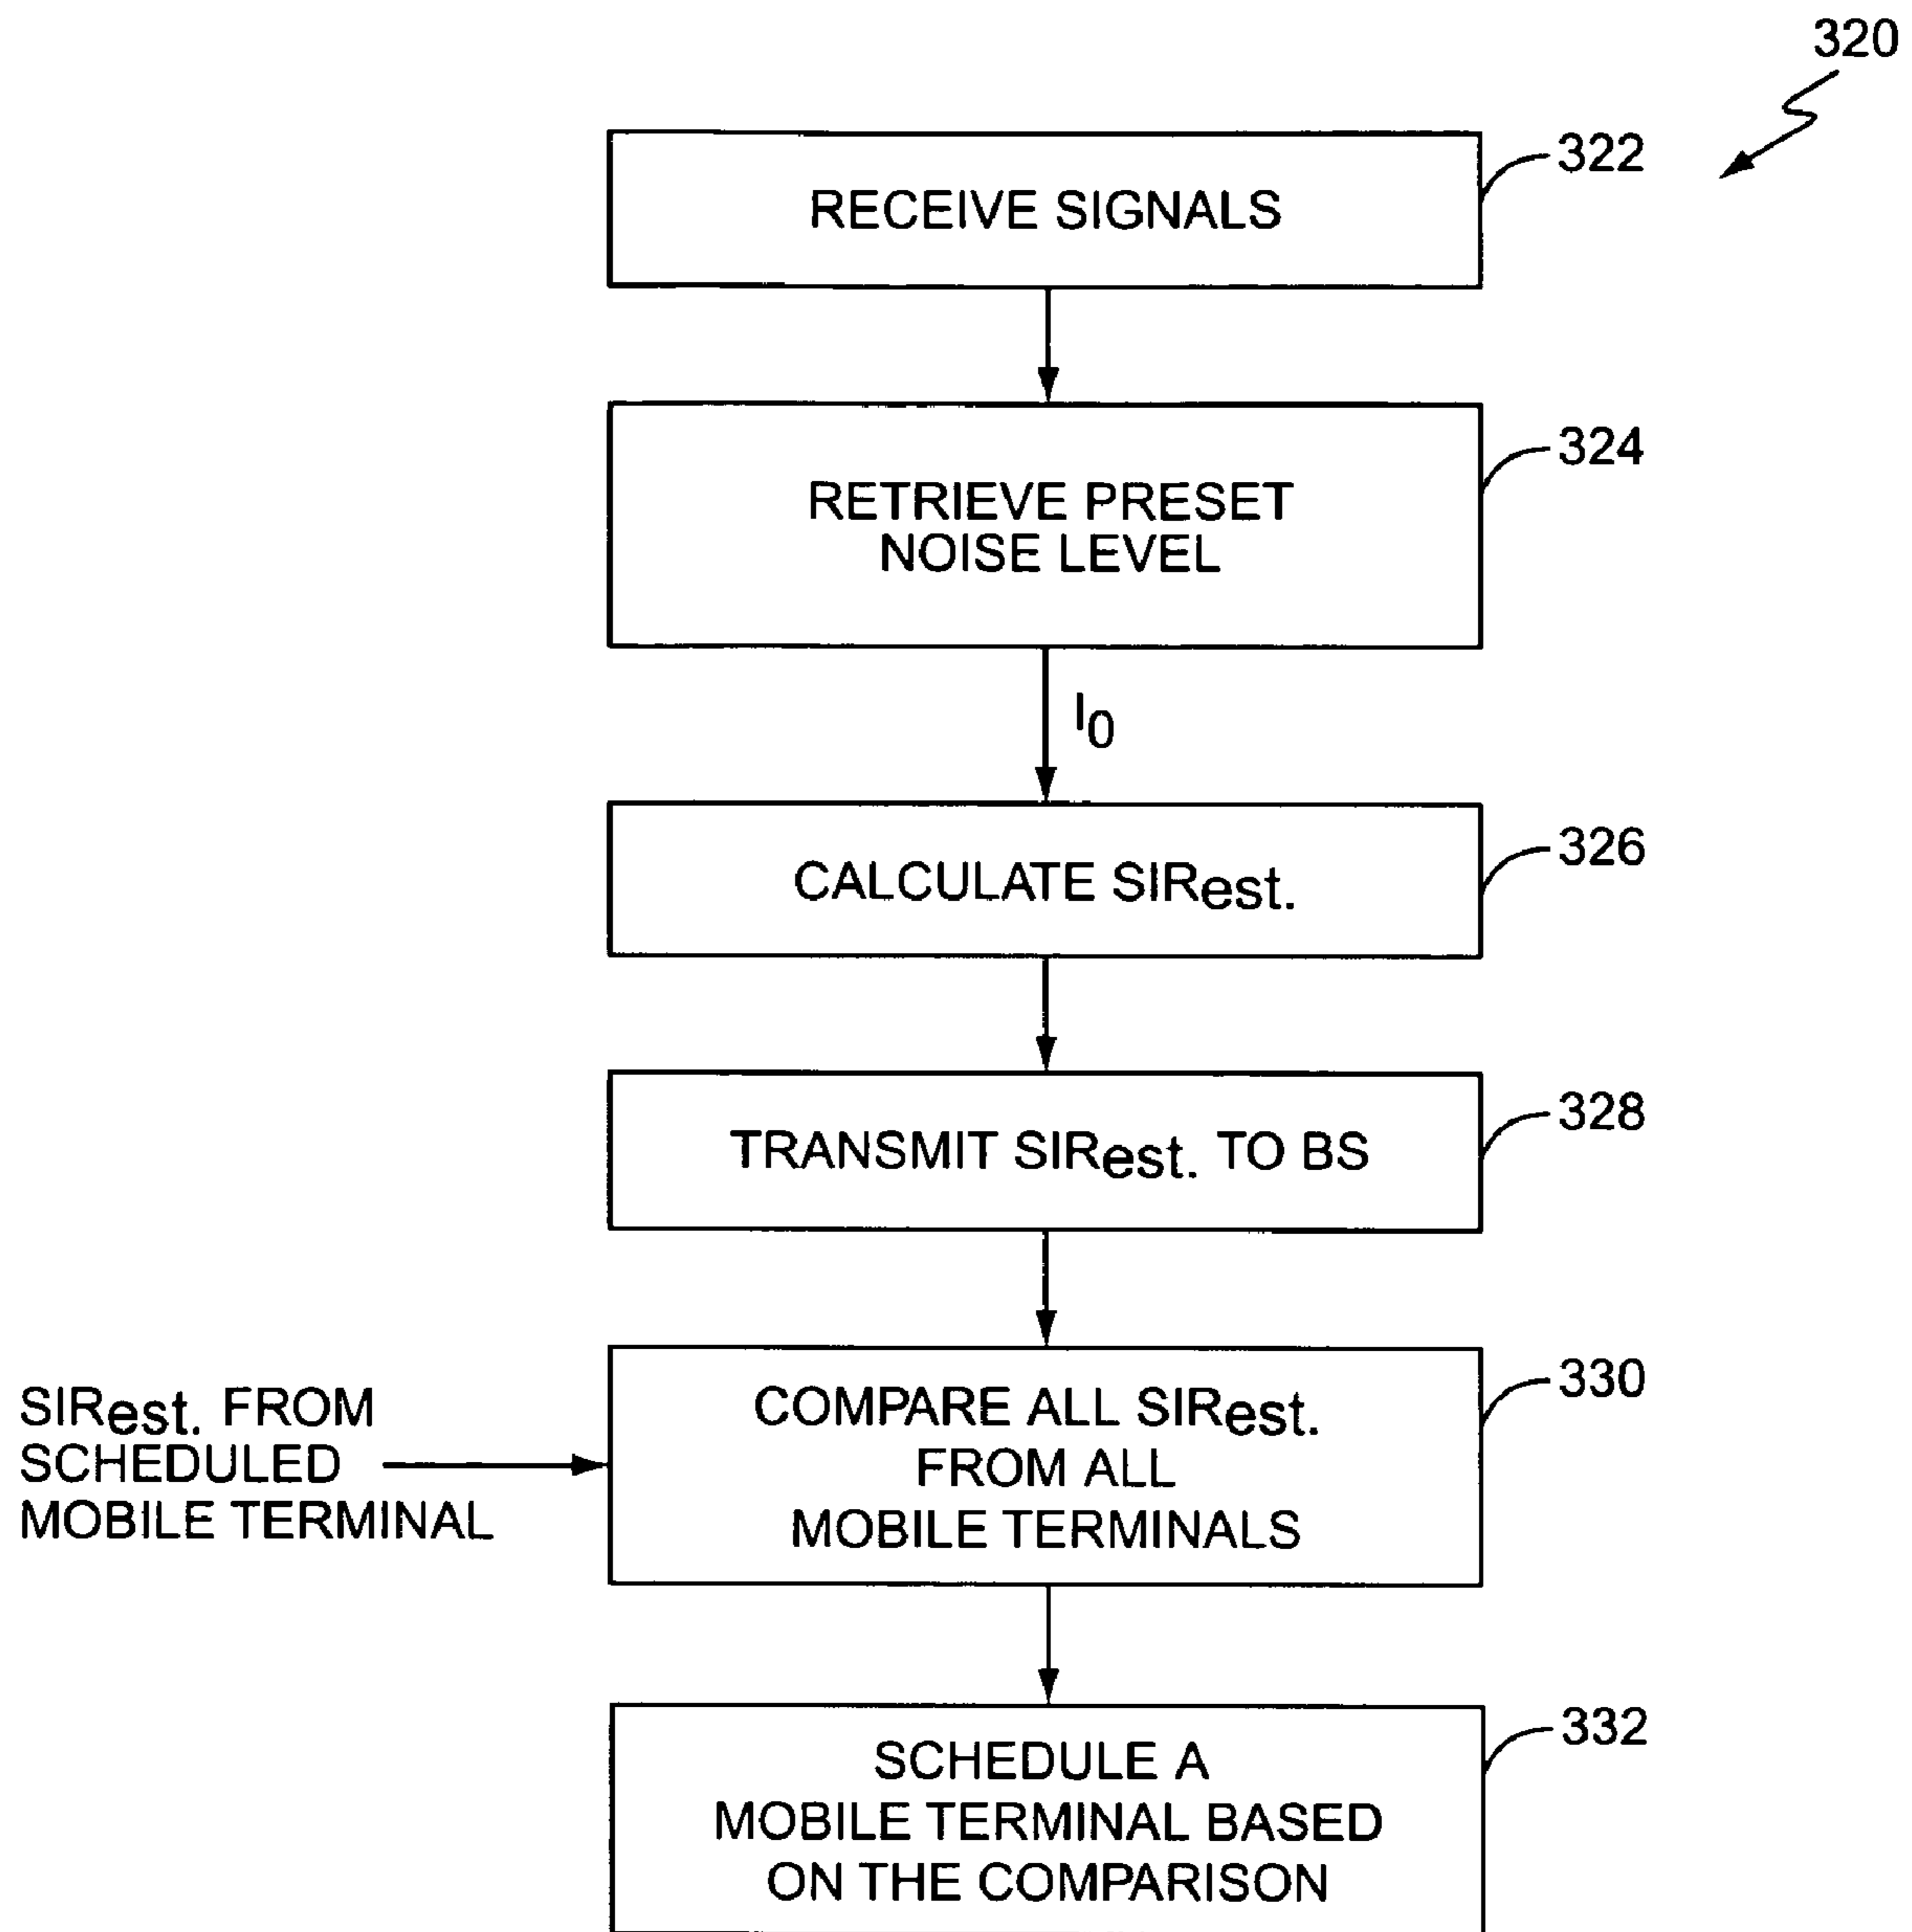 320
RECEIVE SIGNALS
322
RETRIEVE PRESET
NOISE LEVEL
324
I0
CALCULATE SIRest.
326
TRANSMIT SIRest. TO BS
328
SIRest. FROM
SCHEDULED
MOBILE TERMINAL
COMPARE ALL SIRest.
FROM ALL
MOBILE TERMINALS
330
SCHEDULE A
MOBILE TERMINAL BASED
ON THE COMPARISON
332